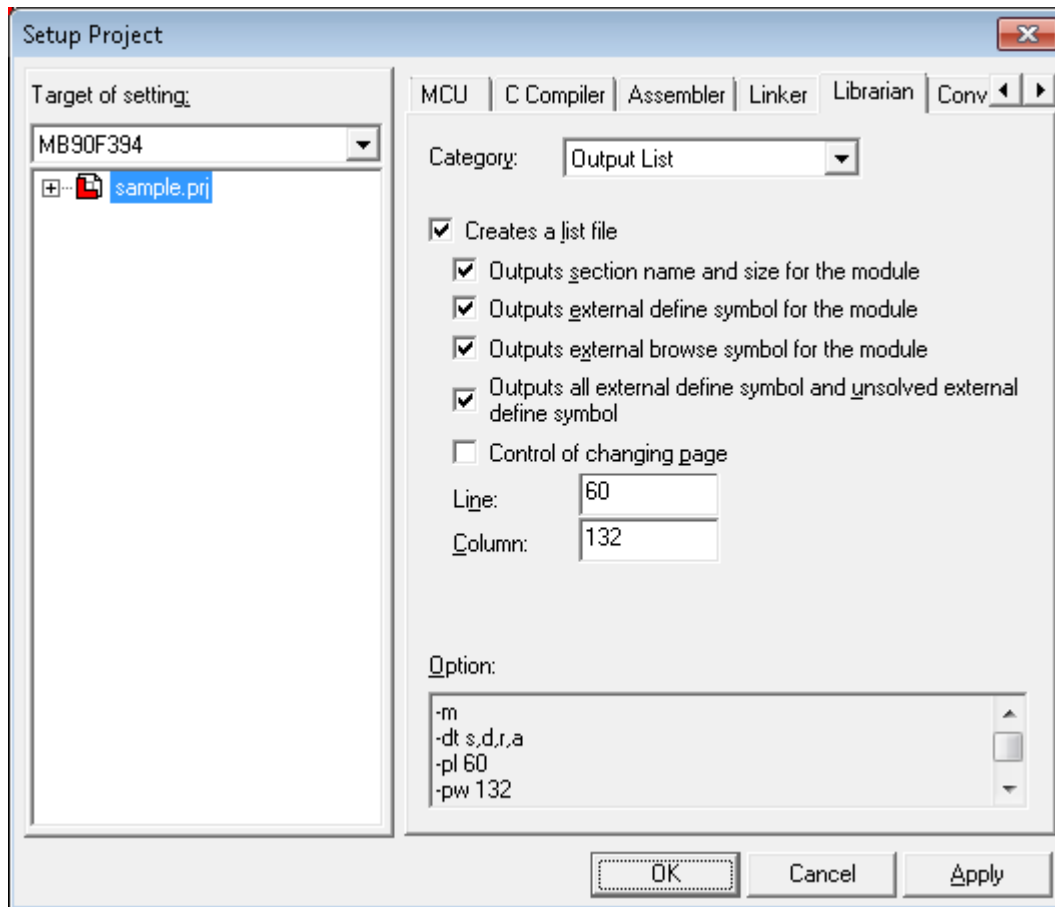 Setup Project
Target of setting:
MB90F394
sample.prj
MCU
C Compiler
Assembler
Linker
Librarian
Conv
Category:
Output List
Creates a list file
Outputs section name and size for the module
Outputs external define symbol for the module
Outputs external browse symbol for the module
Outputs all external define symbol and unsolved external
define symbol
Control of changing page
Line:
60
Column:
132
Option:
-m
-dt s,d,r,a
-pl 60
-pw 132
OK
Cancel
Apply